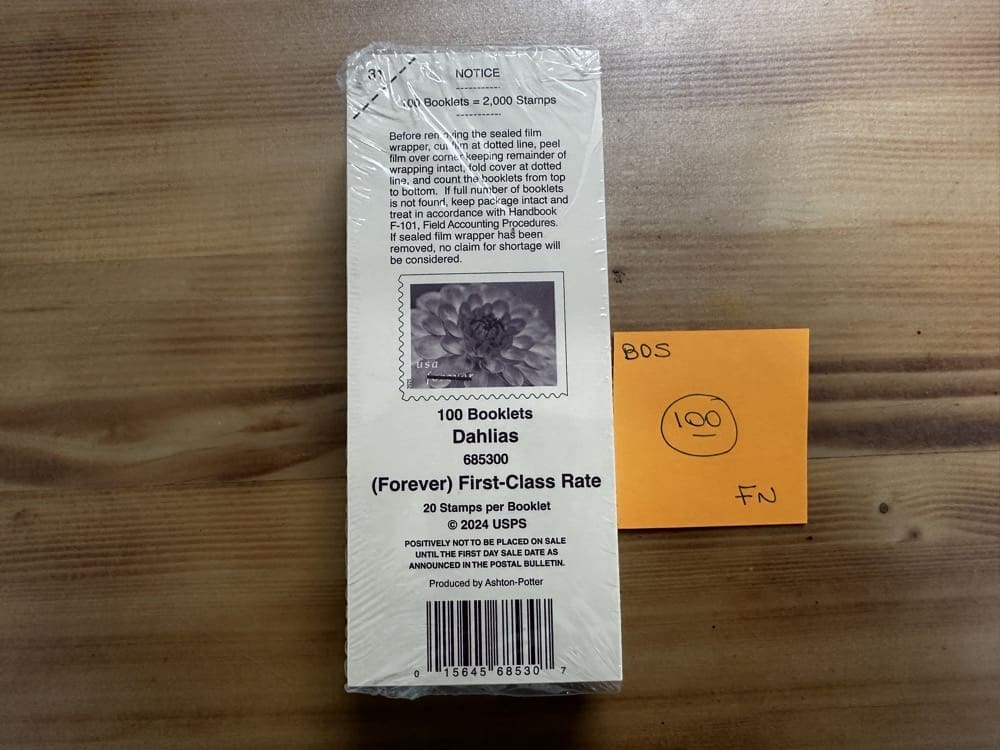 31
NOTICE
----------
100 Booklets = 2,000 Stamps
----------
Before removing the sealed film
wrapper, cut film at dotted line, peel
film over corner keeping remainder of
wrapping intact, fold cover at dotted
line, and count the booklets from top
to bottom. If full number of booklets
is not found, keep package intact and
treat in accordance with Handbook
F-101, Field Accounting Procedures.
If sealed film wrapper has been
removed, no claim for shortage will
be considered.
usa
forever
2025
100 Booklets
Dahlias
685300
(Forever) First-Class Rate
20 Stamps per Booklet
© 2024 USPS
POSITIVELY NOT TO BE PLACED ON SALE
UNTIL THE FIRST DAY SALE DATE AS
ANNOUNCED IN THE POSTAL BULLETIN.
Produced by Ashton-Potter
0 15645 68530 7
BOS
100
FN